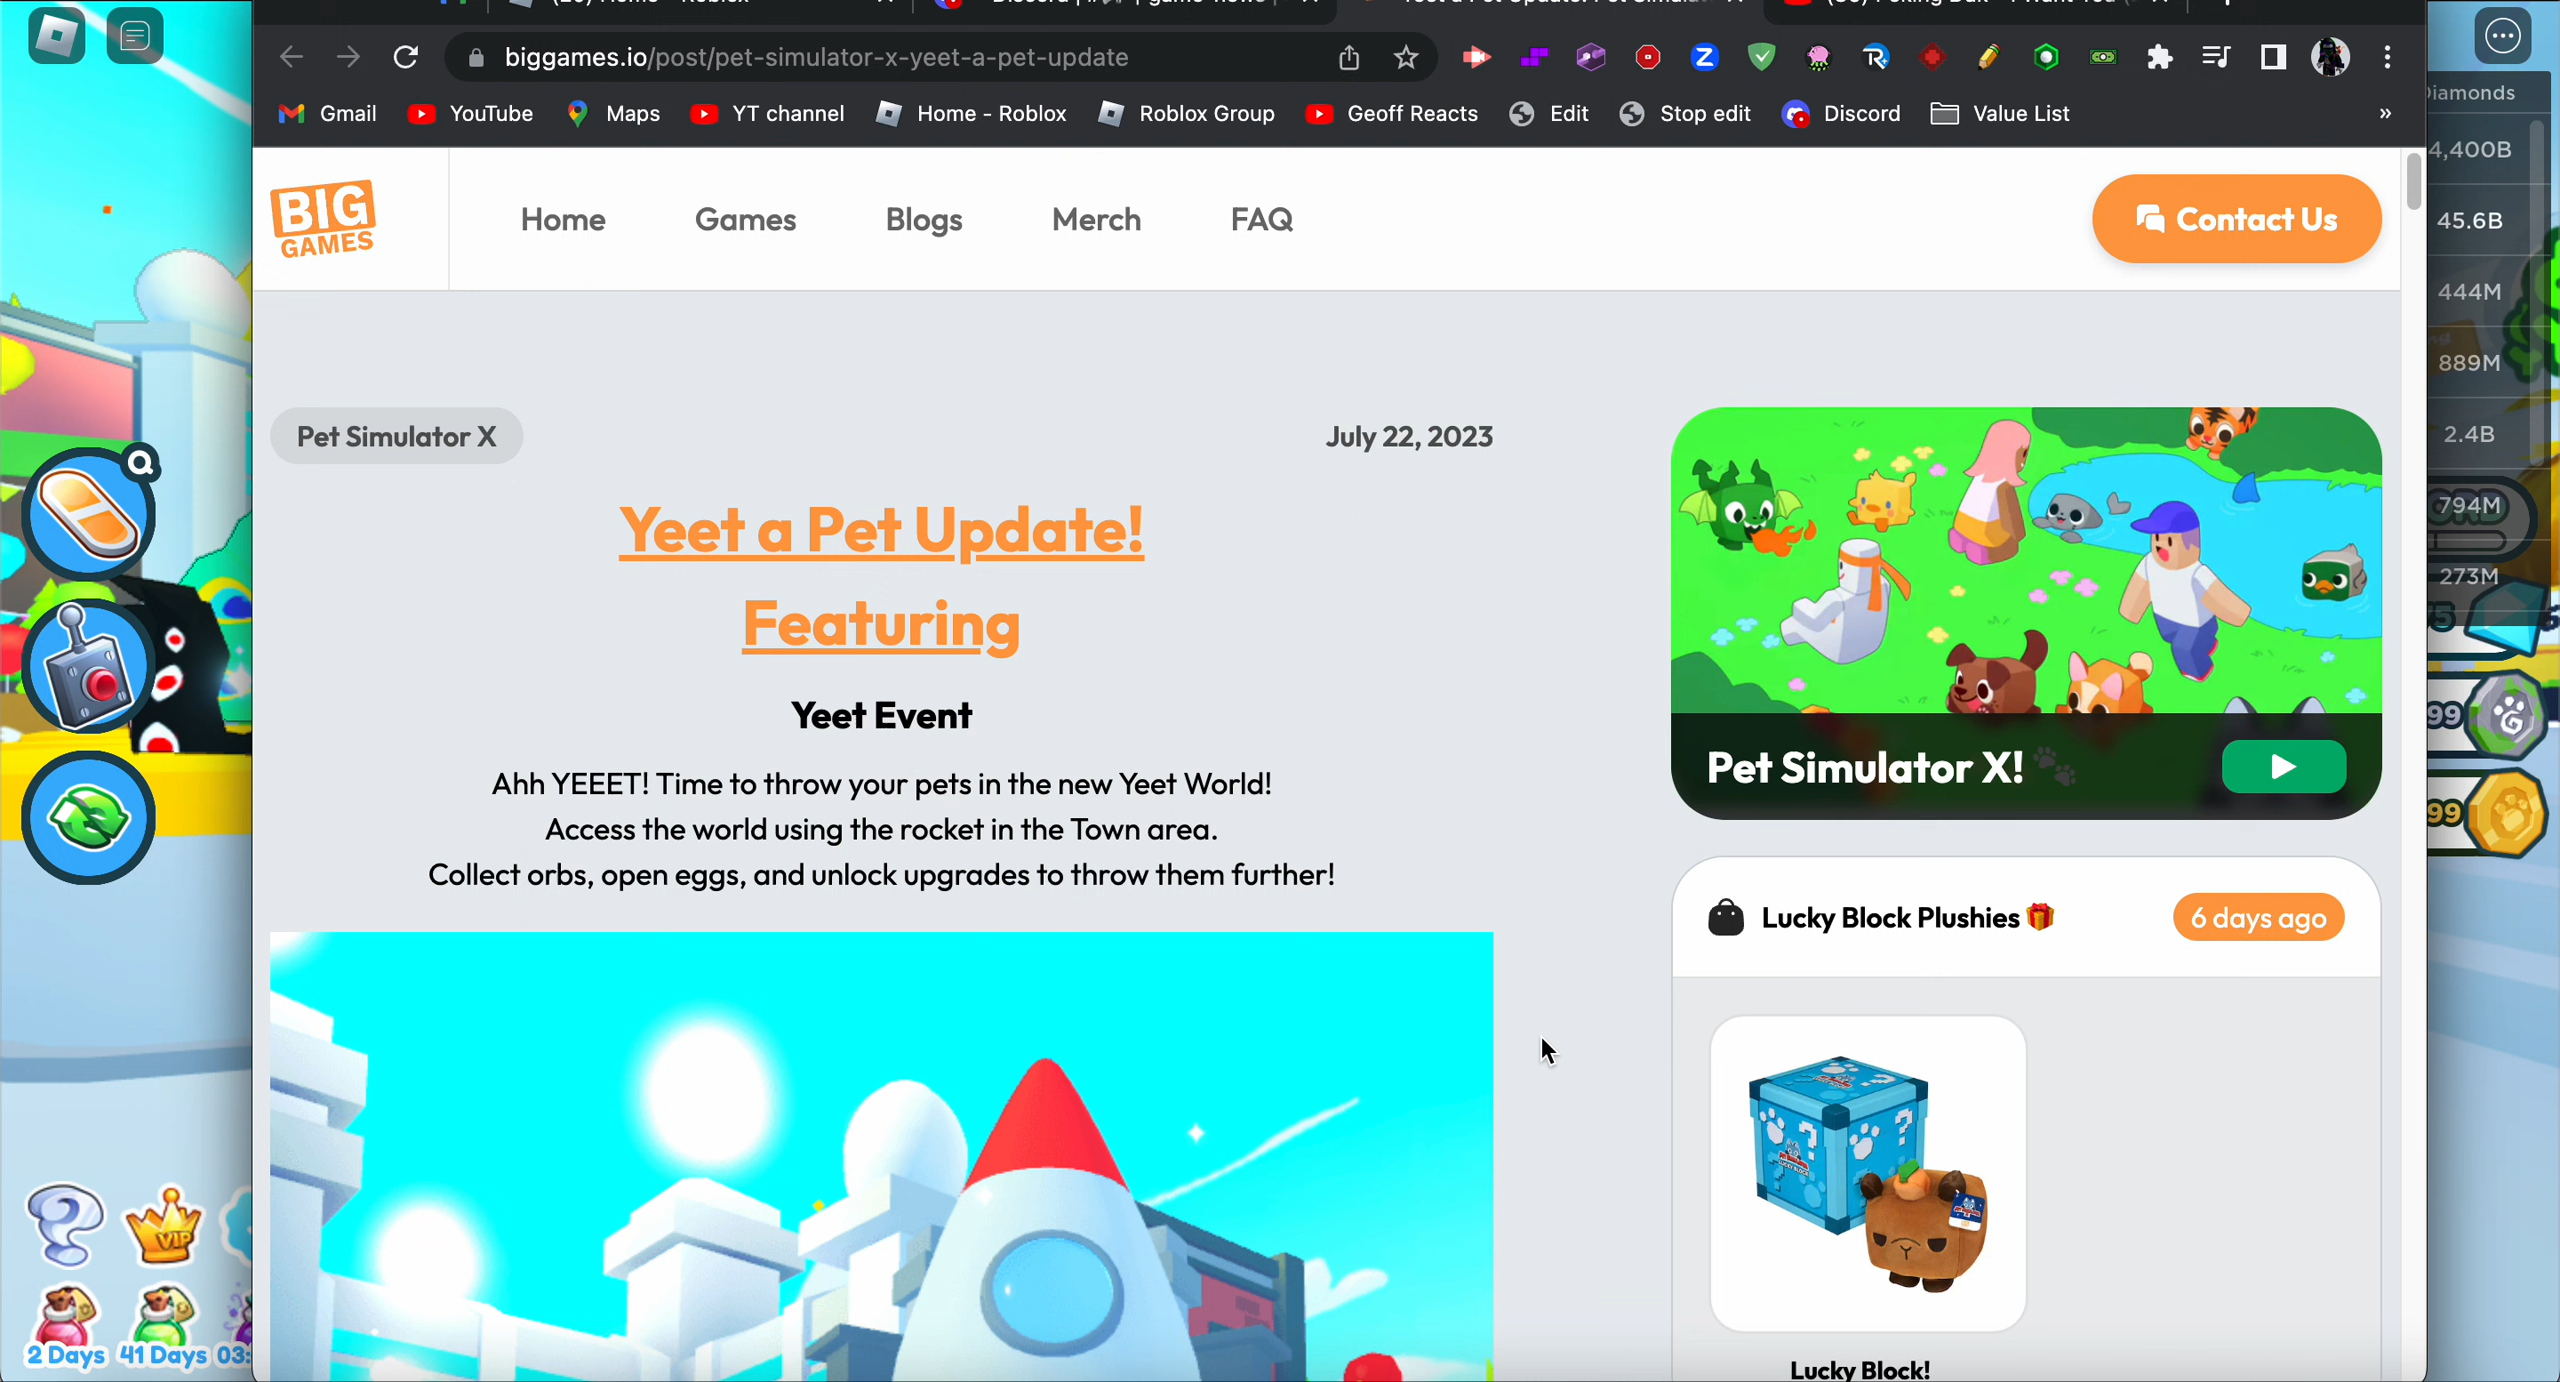 biggames.io/post/pet-simulator-x-yeet-a-pet-update
Gmail YouTube Maps YT channel Home - Roblox Roblox Group Geoff Reacts Edit Stop edit Discord Value List »
BIG
GAMES
Home Games Blogs Merch FAQ Contact Us
Pet Simulator X July 22, 2023
Yeet a Pet Update!
Featuring
Yeet Event
Ahh YEEET! Time to throw your pets in the new Yeet World!
Access the world using the rocket in the Town area.
Collect orbs, open eggs, and unlock upgrades to throw them further!
Pet Simulator X!
Lucky Block Plushies 6 days ago
Lucky Block!
Q
VIP
2 Days 41 Days 03:
iamonds
4,400B
45.6B
444M
889M
2.4B
794M
273M
75
99
99